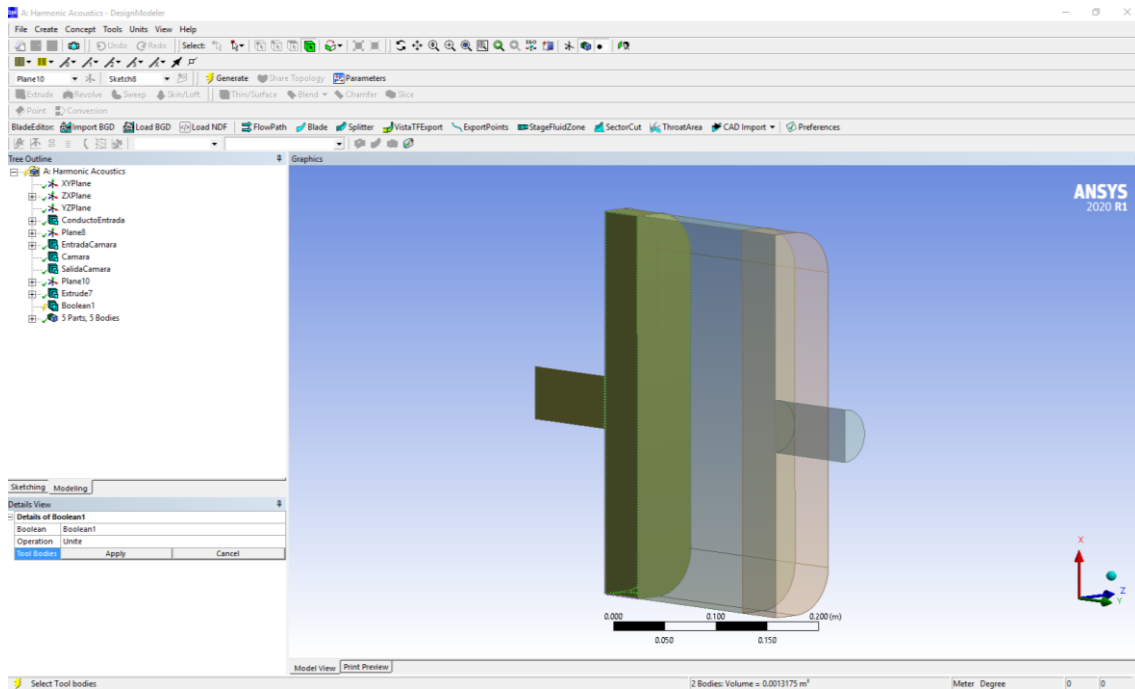 A: Harmonic Acoustics - DesignModeler
File Create Concept Tools Units View Help
Undo Redo Select:
Plane10 Sketch8 Generate Share Topology Parameters
Extrude Revolve Sweep Skin/Loft Thin/Surface Blend Chamfer Slice
Point Conversion
BladeEditor: Import BGD Load BGD Load NDF FlowPath Blade Splitter VistaTFExport ExportPoints StageFluidZone SectorCut ThroatArea CAD Import Preferences
Tree Outline
Graphics
A: Harmonic Acoustics
XYPlane
ZXPlane
YZPlane
ConductoEntrada
Plane8
EntradaCamara
Camara
SalidaCamara
Plane10
Extrude7
Boolean1
5 Parts, 5 Bodies
ANSYS
2020 R1
Sketching Modeling
Details View
Details of Boolean1
Boolean Boolean1
Operation Unite
Tool Bodies Apply Cancel
X
Z
Y
0.000 0.100 0.200 (m)
0.050 0.150
Model View Print Preview
Select Tool bodies 2 Bodies: Volume = 0.0013175 m³ Meter Degree 0 0